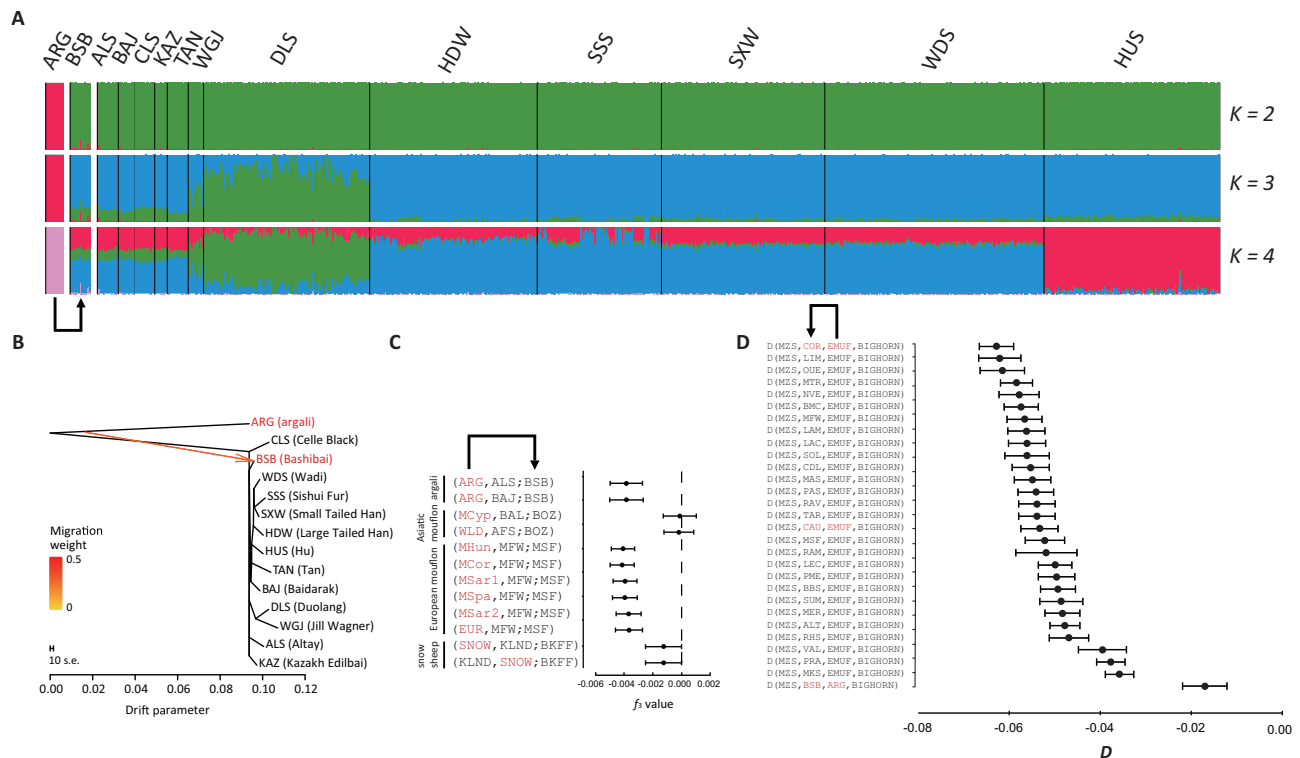 A
ARG BSB ALS BAJ CLS KAZ TAN WGJ DLS HDW SSS SXW WDS HUS
K = 2
K = 3
K = 4
B
ARG (argali)
CLS (Celle Black)
BSB (Bashibai)
WDS (Wadi)
SSS (Sishui Fur)
SXW (Small Tailed Han)
HDW (Large Tailed Han)
HUS (Hu)
TAN (Tan)
BAJ (Baidarak)
DLS (Duolang)
WGJ (Jill Wagner)
ALS (Altay)
KAZ (Kazakh Edilbai)
Migration
weight
0.5
0
10 s.e.
0.00 0.02 0.04 0.06 0.08 0.10 0.12
Drift parameter
C
argali
Asiatic
mouflon
European mouflon
snow
sheep
(ARG,ALS;BSB)
(ARG,BAJ;BSB)
(MCyp,BAL;BOZ)
(WLD,AFS;BOZ)
(MHun,MFW;MSF)
(MCor,MFW;MSF)
(MSar1,MFW;MSF)
(MSpa,MFW;MSF)
(MSar2,MFW;MSF)
(EUR,MFW;MSF)
(SNOW,KLND;BKFF)
(KLND,SNOW;BKFF)
-0.006 -0.004 -0.002 0.000 0.002
f₃ value
D
D(MZS,COR,EMUF,BIGHORN)
D(MZS,LIM,EMUF,BIGHORN)
D(MZS,OUE,EMUF,BIGHORN)
D(MZS,MTR,EMUF,BIGHORN)
D(MZS,NVE,EMUF,BIGHORN)
D(MZS,BMC,EMUF,BIGHORN)
D(MZS,MFW,EMUF,BIGHORN)
D(MZS,LAM,EMUF,BIGHORN)
D(MZS,LAC,EMUF,BIGHORN)
D(MZS,SOL,EMUF,BIGHORN)
D(MZS,CDL,EMUF,BIGHORN)
D(MZS,MAS,EMUF,BIGHORN)
D(MZS,PAS,EMUF,BIGHORN)
D(MZS,RAV,EMUF,BIGHORN)
D(MZS,TAR,EMUF,BIGHORN)
D(MZS,CAU,EMUF,BIGHORN)
D(MZS,MSF,EMUF,BIGHORN)
D(MZS,RAM,EMUF,BIGHORN)
D(MZS,LEC,EMUF,BIGHORN)
D(MZS,PME,EMUF,BIGHORN)
D(MZS,BBS,EMUF,BIGHORN)
D(MZS,SUM,EMUF,BIGHORN)
D(MZS,MER,EMUF,BIGHORN)
D(MZS,ALT,EMUF,BIGHORN)
D(MZS,RHS,EMUF,BIGHORN)
D(MZS,VAL,EMUF,BIGHORN)
D(MZS,PRA,EMUF,BIGHORN)
D(MZS,MKS,EMUF,BIGHORN)
D(MZS,BSB,ARG,BIGHORN)
-0.08 -0.06 -0.04 -0.02 0.00
D